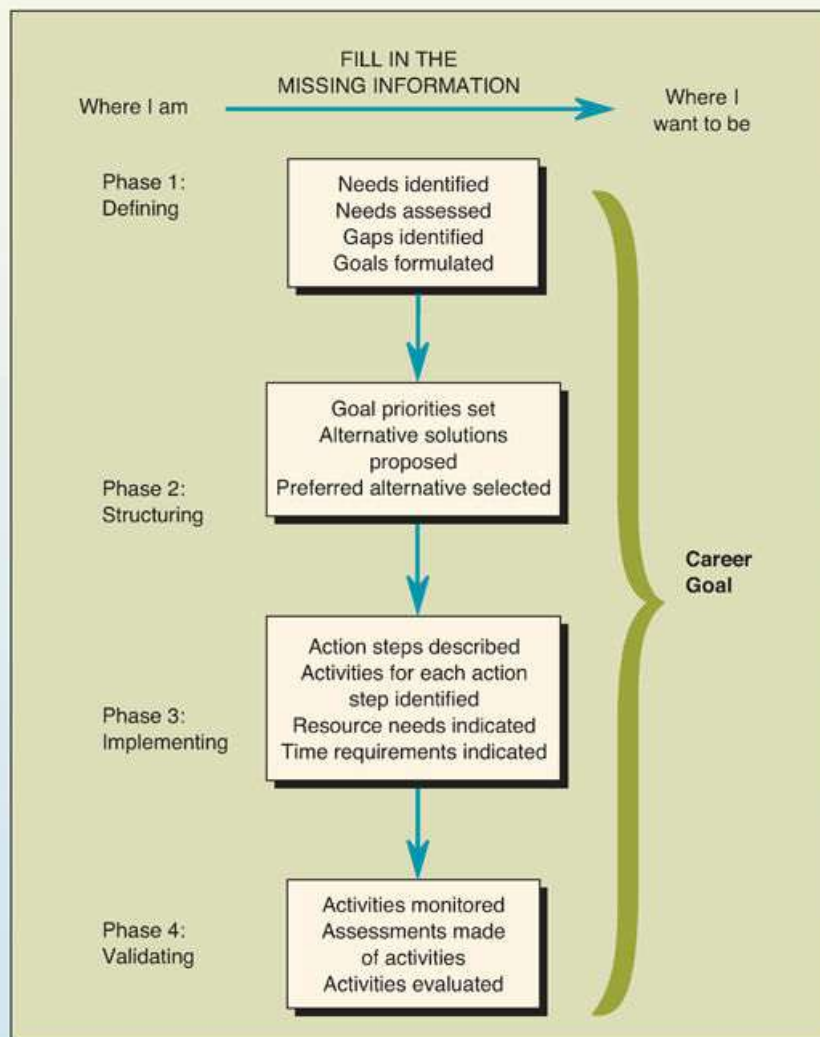 FILL IN THE
MISSING INFORMATION
Where I am
Where I
want to be
Phase 1:
Defining
Needs identified
Needs assessed
Gaps identified
Goals formulated
Phase 2:
Structuring
Goal priorities set
Alternative solutions
proposed
Preferred alternative selected
Phase 3:
Implementing
Action steps described
Activities for each action
step identified
Resource needs indicated
Time requirements indicated
Phase 4:
Validating
Activities monitored
Assessments made
of activities
Activities evaluated
Career
Goal